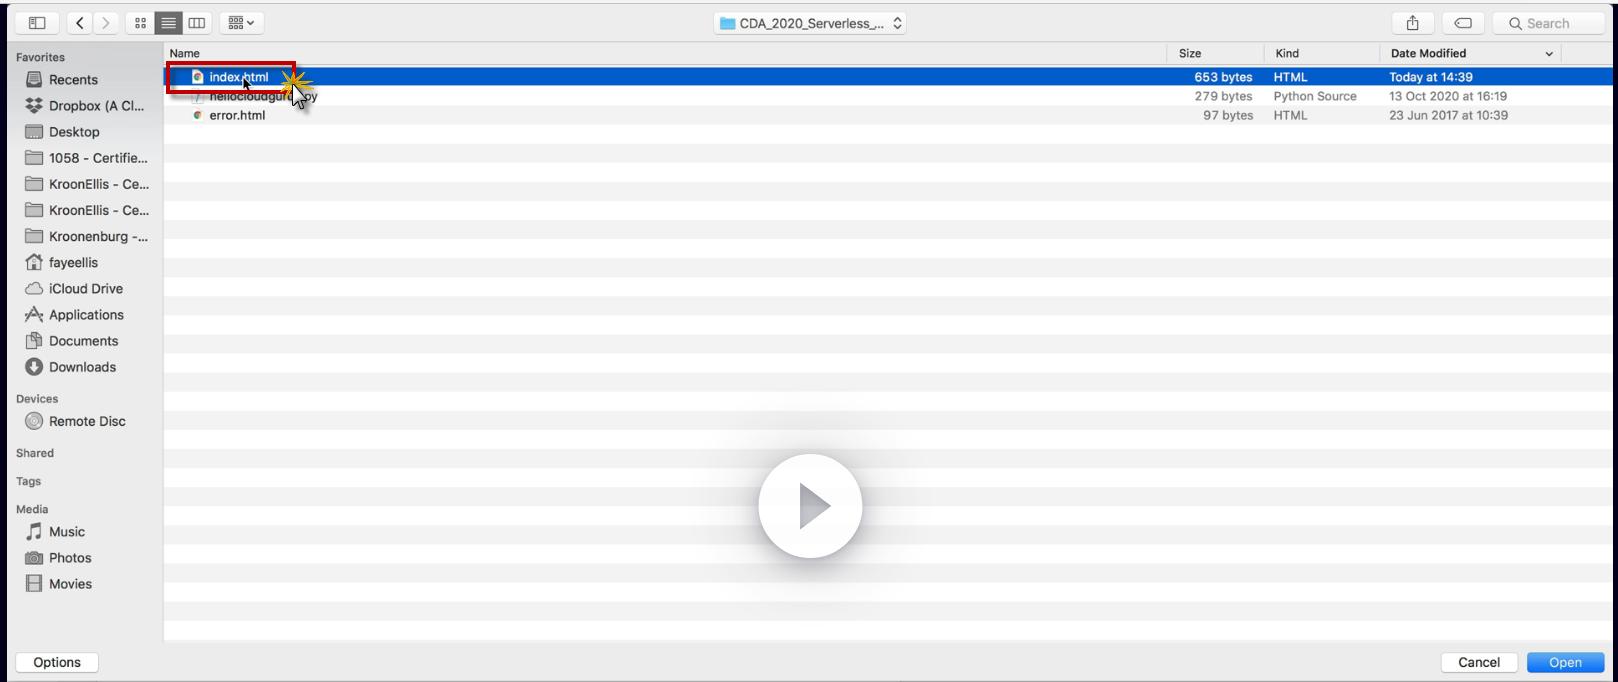 CDA_2020_Serverless_...
Search
Favorites
Recents
Dropbox (A Cl...
Desktop
1058 - Certifie...
KroonEllis - Ce...
KroonEllis - Ce...
Kroonenburg -...
fayeellis
iCloud Drive
Applications
Documents
Downloads
Devices
Remote Disc
Shared
Tags
Media
Music
Photos
Movies
Name Size Kind Date Modified
index.html 653 bytes HTML Today at 14:39
279 bytes Python Source 13 Oct 2020 at 16:19
error.html 97 bytes HTML 23 Jun 2017 at 10:39
Options Cancel Open